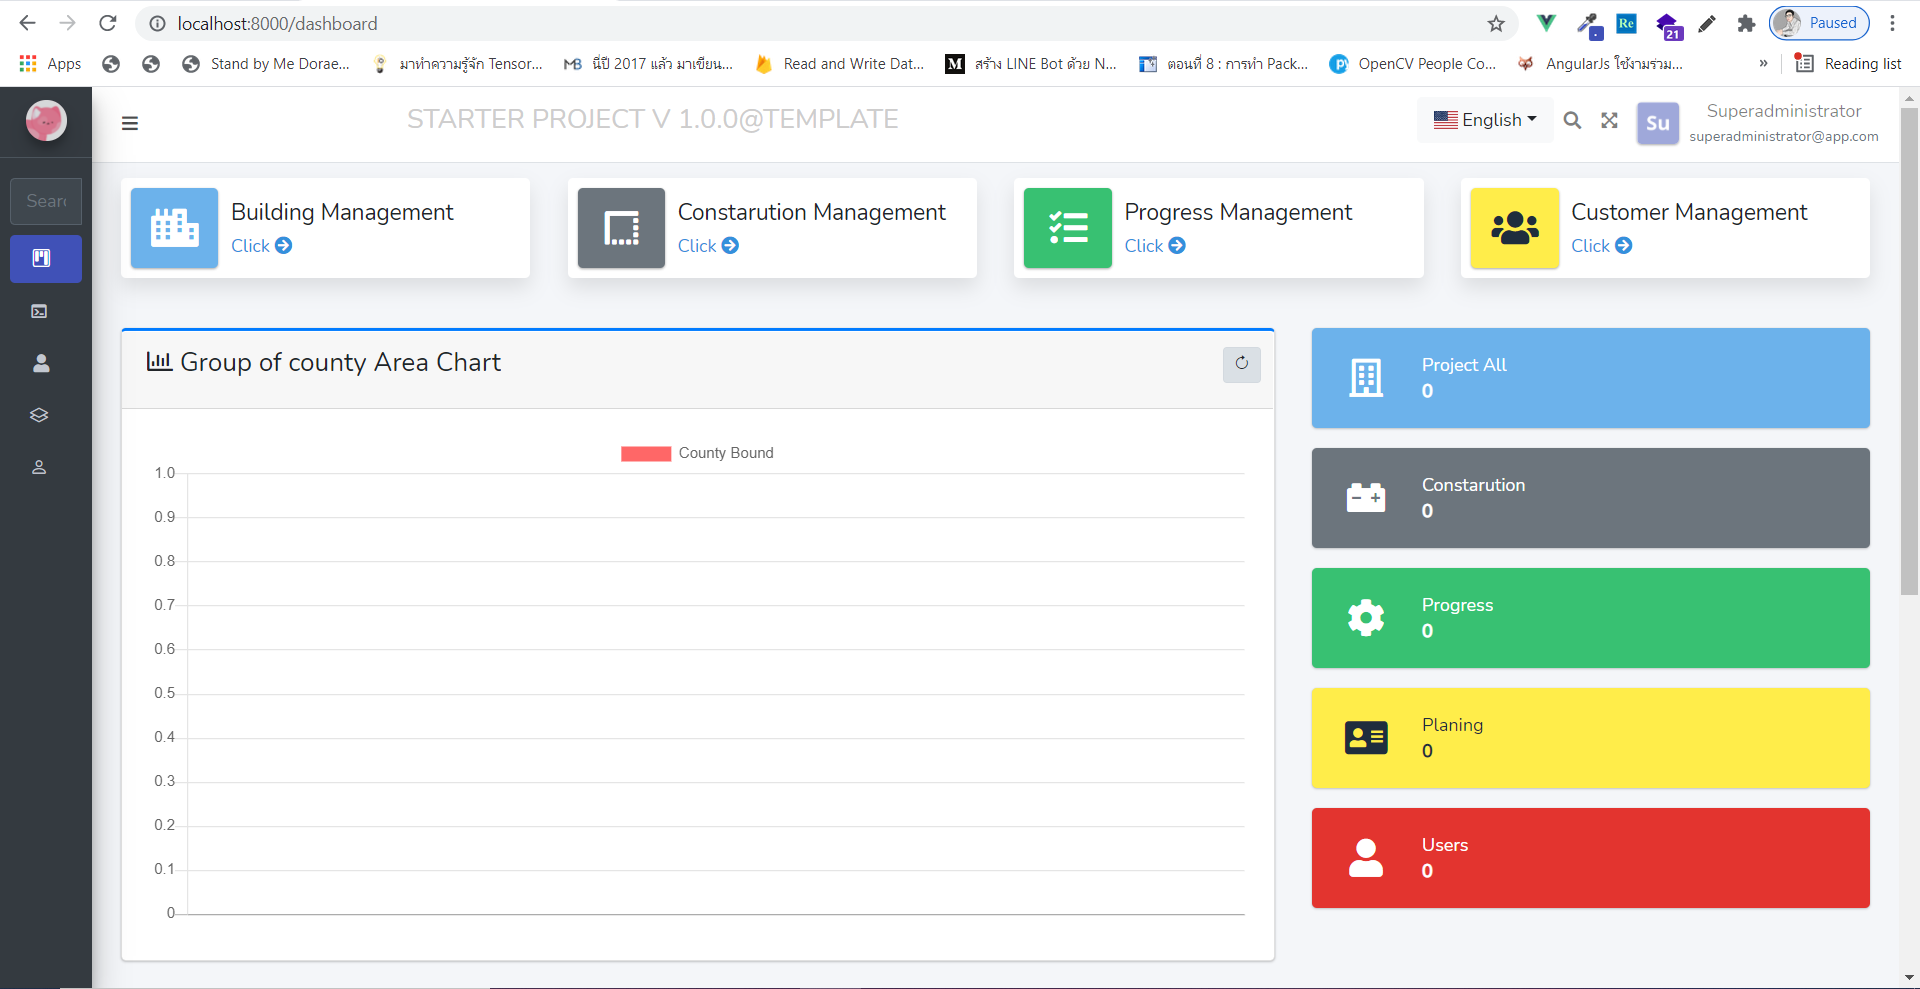 localhost:8000/dashboard
Re
21
Paused
Apps
Stand by Me Dorae...
มาทำความรู้จัก Tensor...
MB
นี่ปี 2017 แล้ว มาเขียน...
Read and Write Dat...
M
สร้าง LINE Bot ด้วย N...
ตอนที่ 8 : การทำ Pack...
OpenCV People Co...
AngularJs ใช้งานร่วม...
»
Reading list
STARTER PROJECT V 1.0.0@TEMPLATE
English
Su
Superadministrator
superadministrator@app.com
Sear
Building Management
Click
Constarution Management
Click
Progress Management
Click
Customer Management
Click
Group of county Area Chart
County Bound
1.0
0.9
0.8
0.7
0.6
0.5
0.4
0.3
0.2
0.1
0
Project All
0
Constarution
0
Progress
0
Planing
0
Users
0